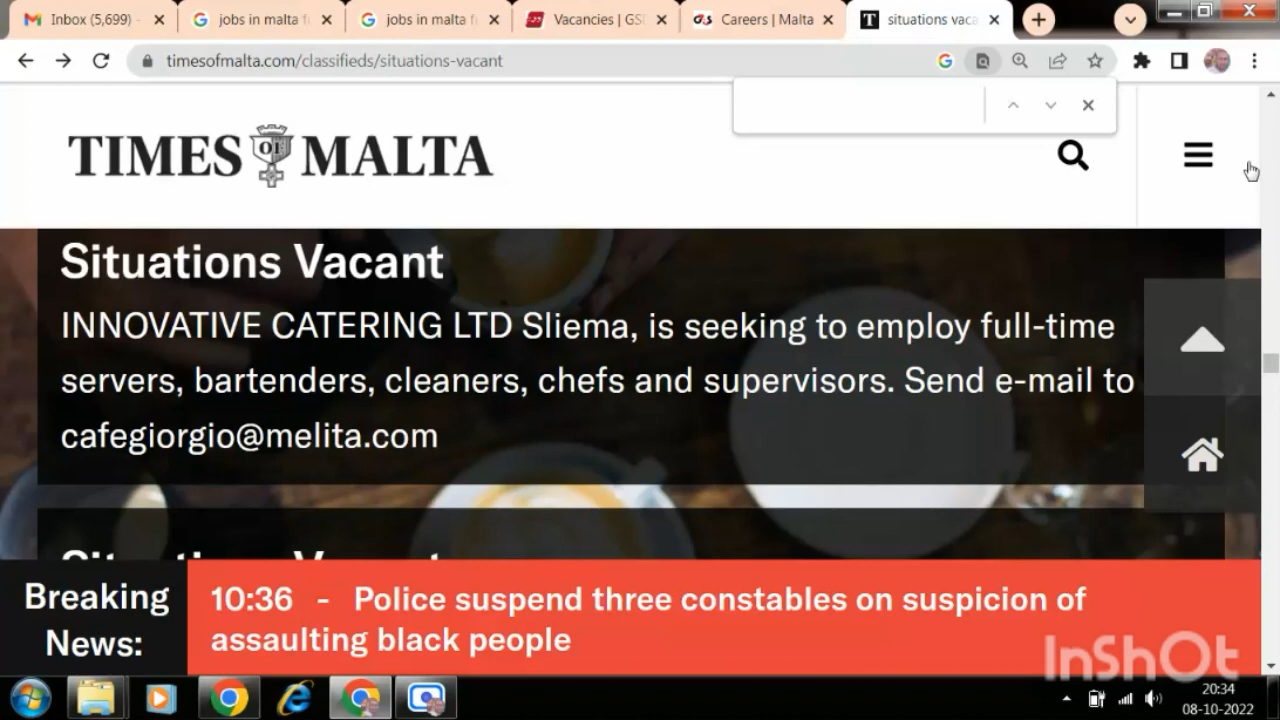 Inbox (5,699)
jobs in malta f
jobs in malta f
Vacancies | GS
Careers | Malta
situations vaca
timesofmalta.com/classifieds/situations-vacant
TIMES OF MALTA
Situations Vacant
INNOVATIVE CATERING LTD Sliema, is seeking to employ full-time
servers, bartenders, cleaners, chefs and supervisors. Send e-mail to
cafegiorgio@melita.com
Situations Vacant
Breaking
News:
10:36 - Police suspend three constables on suspicion of
assaulting black people
InShOt
20:34
08-10-2022